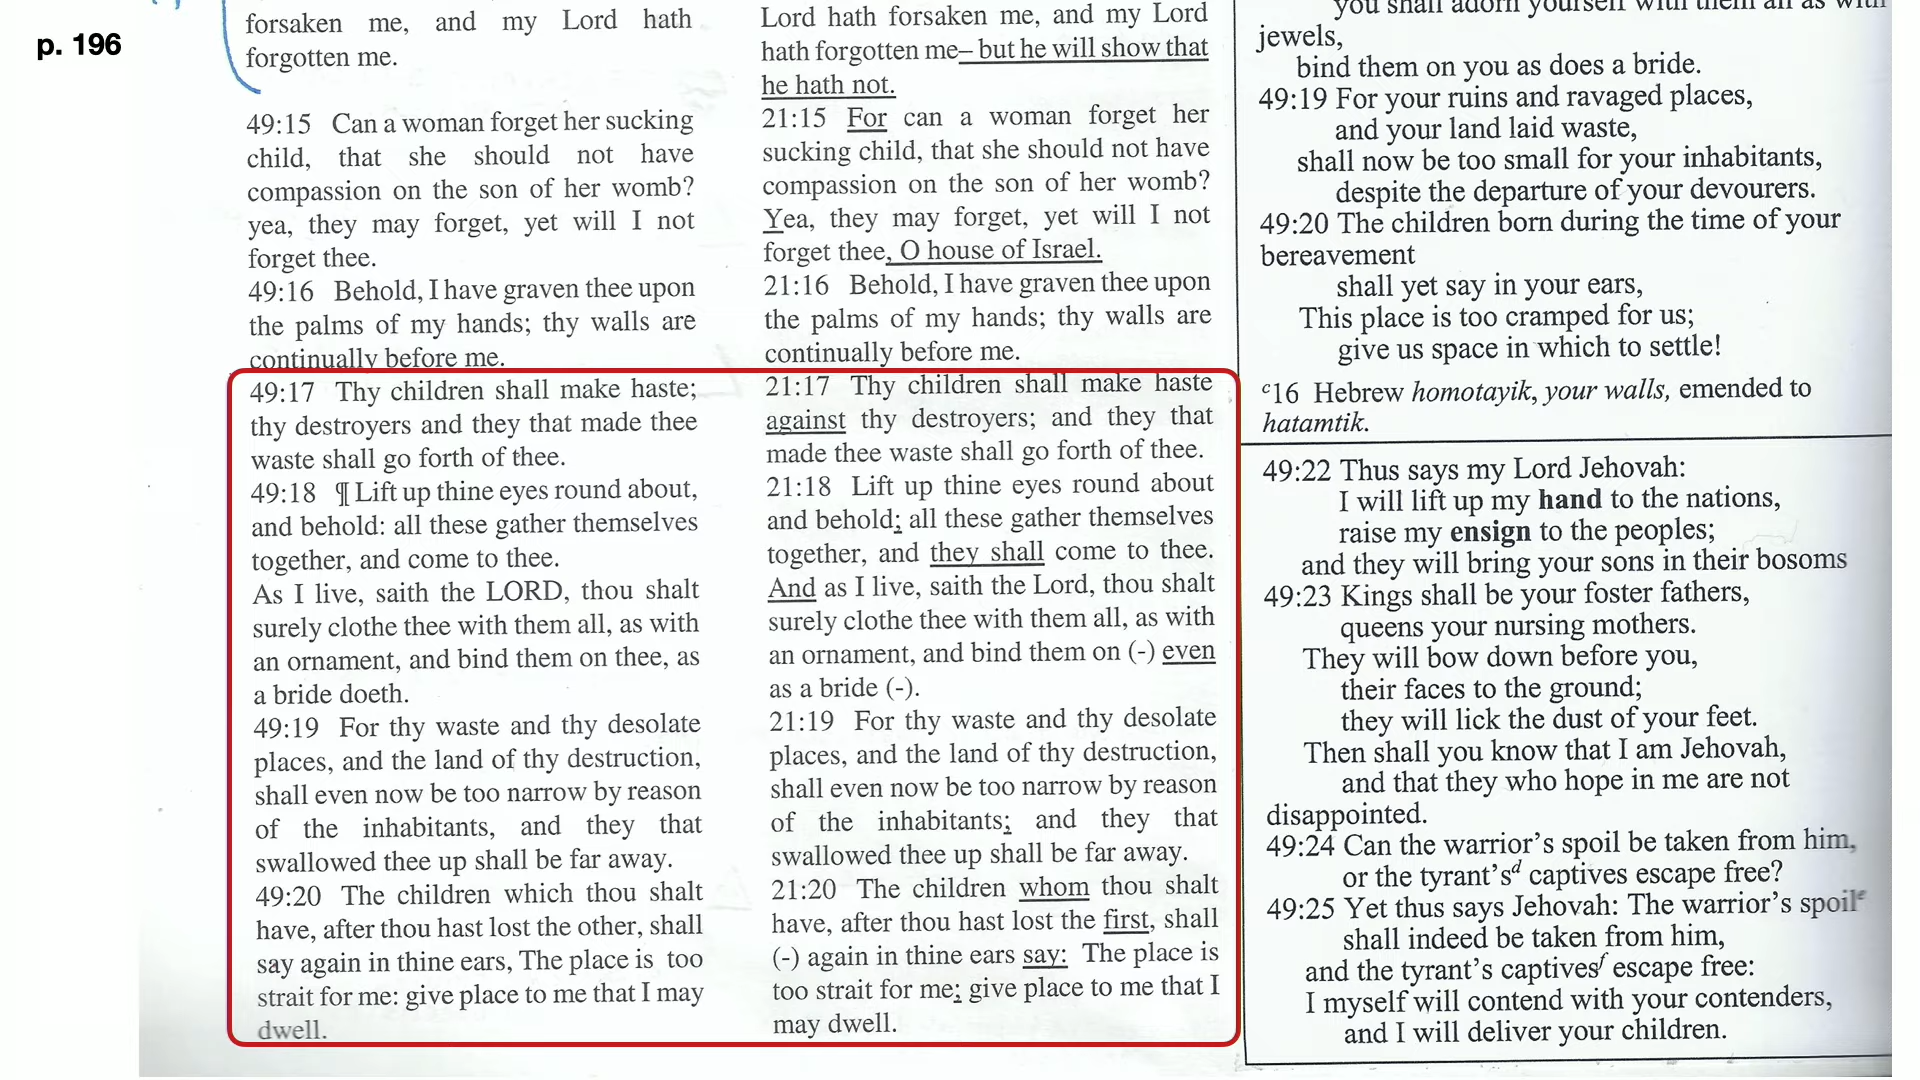 p. 196
forsaken me, and my Lord hath
forgotten me.
49:15 Can a woman forget her sucking
child, that she should not have
compassion on the son of her womb?
yea, they may forget, yet will I not
forget thee.
49:16 Behold, I have graven thee upon
the palms of my hands; thy walls are
continually before me.
49:17 Thy children shall make haste;
thy destroyers and they that made thee
waste shall go forth of thee.
49:18 ¶ Lift up thine eyes round about,
and behold: all these gather themselves
together, and come to thee.
As I live, saith the LORD, thou shalt
surely clothe thee with them all, as with
an ornament, and bind them on thee, as
a bride doeth.
49:19 For thy waste and thy desolate
places, and the land of thy destruction,
shall even now be too narrow by reason
of the inhabitants, and they that
swallowed thee up shall be far away.
49:20 The children which thou shalt
have, after thou hast lost the other, shall
say again in thine ears, The place is too
strait for me: give place to me that I may
dwell.
Lord hath forsaken me, and my Lord
hath forgotten me– but he will show that
he hath not.
21:15 For can a woman forget her
sucking child, that she should not have
compassion on the son of her womb?
Yea, they may forget, yet will I not
forget thee, O house of Israel.
21:16 Behold, I have graven thee upon
the palms of my hands; thy walls are
continually before me.
21:17 Thy children shall make haste
against thy destroyers; and they that
made thee waste shall go forth of thee.
21:18 Lift up thine eyes round about
and behold; all these gather themselves
together, and they shall come to thee.
And as I live, saith the Lord, thou shalt
surely clothe thee with them all, as with
an ornament, and bind them on (-) even
as a bride (-).
21:19 For thy waste and thy desolate
places, and the land of thy destruction,
shall even now be too narrow by reason
of the inhabitants; and they that
swallowed thee up shall be far away.
21:20 The children whom thou shalt
have, after thou hast lost the first, shall
(-) again in thine ears say: The place is
too strait for me; give place to me that I
may dwell.
you shall adorn yourself with them all as with
jewels,
bind them on you as does a bride.
49:19 For your ruins and ravaged places,
and your land laid waste,
shall now be too small for your inhabitants,
despite the departure of your devourers.
49:20 The children born during the time of your
bereavement
shall yet say in your ears,
This place is too cramped for us;
give us space in which to settle!
c16 Hebrew homotayik, your walls, emended to
hatamtik.
49:22 Thus says my Lord Jehovah:
I will lift up my hand to the nations,
raise my ensign to the peoples;
and they will bring your sons in their bosoms
49:23 Kings shall be your foster fathers,
queens your nursing mothers.
They will bow down before you,
their faces to the ground;
they will lick the dust of your feet.
Then shall you know that I am Jehovah,
and that they who hope in me are not
disappointed.
49:24 Can the warrior's spoil be taken from him,
or the tyrant'sd captives escape free?
49:25 Yet thus says Jehovah: The warrior's spoile
shall indeed be taken from him,
and the tyrant's captivesf escape free:
I myself will contend with your contenders,
and I will deliver your children.